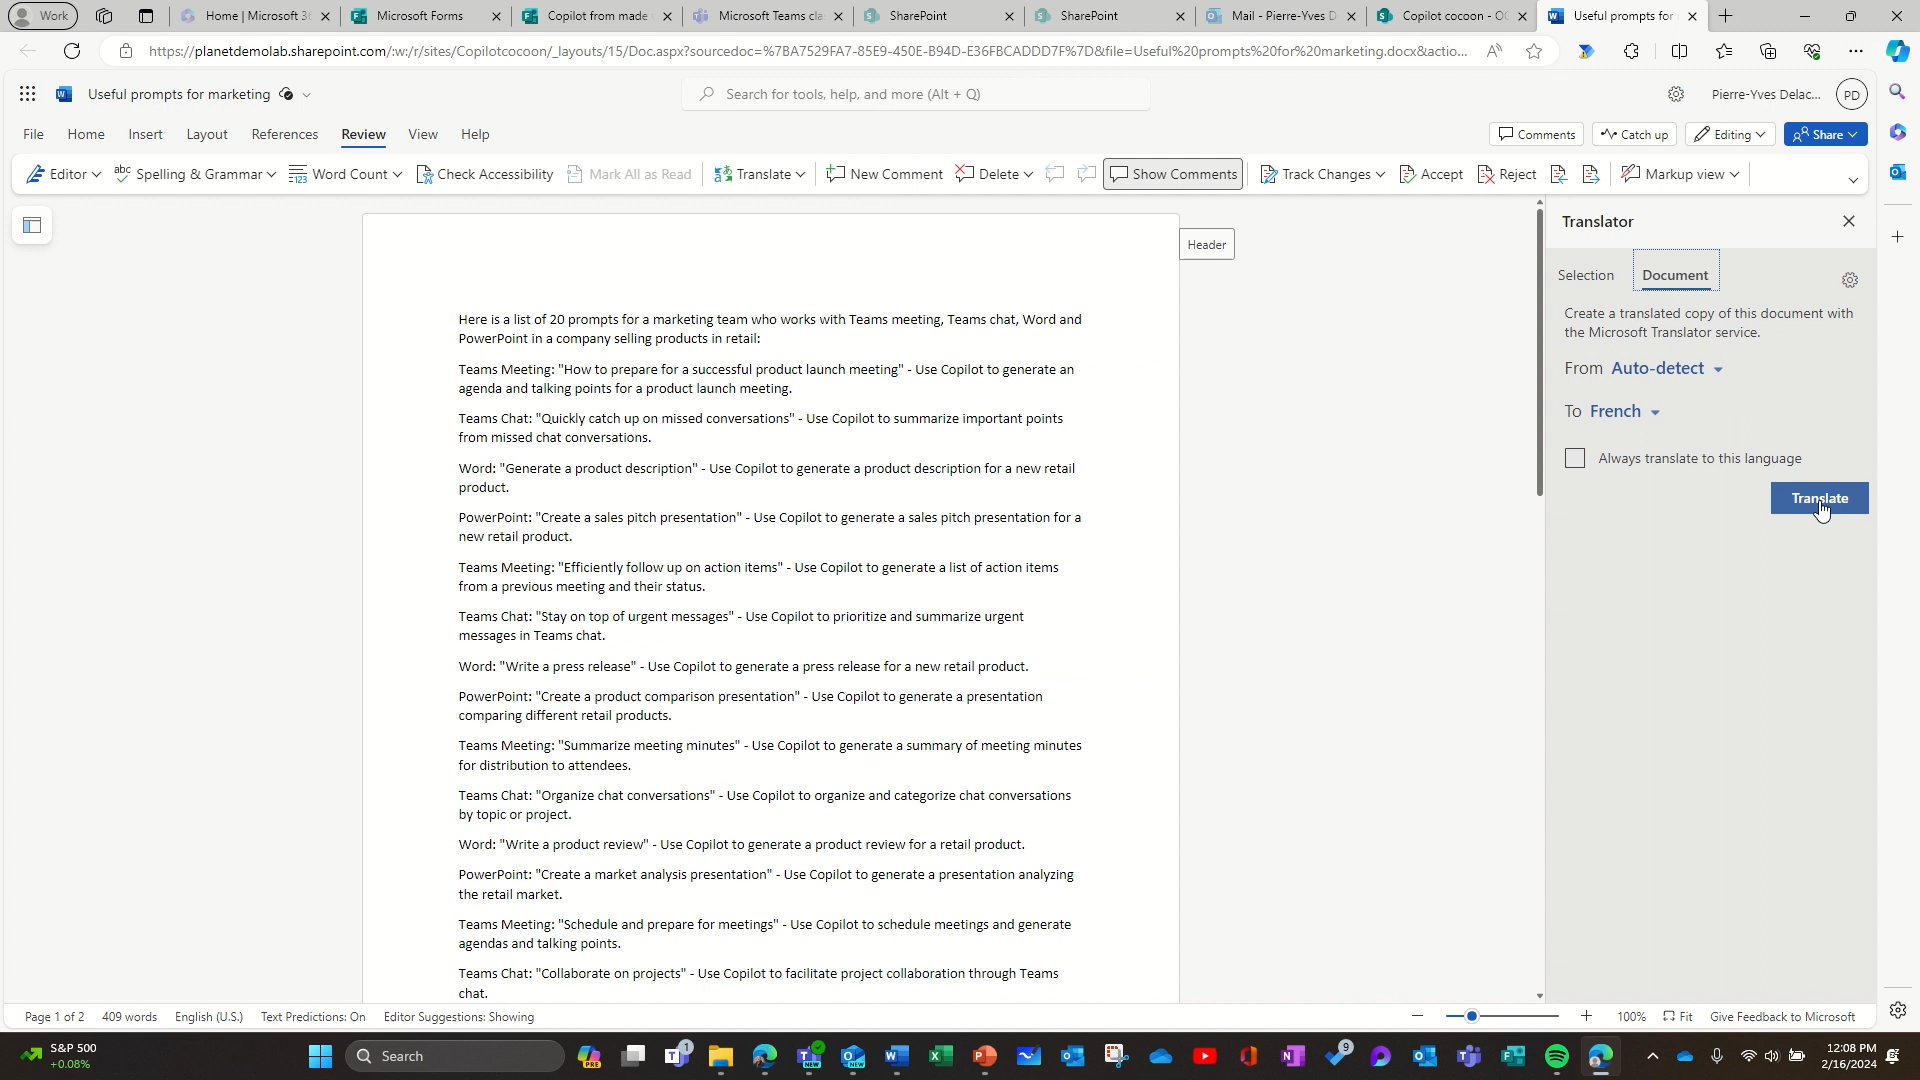 Work
Home | Microsoft 3
Microsoft Forms
Copilot from made
Microsoft Teams cla
SharePoint
SharePoint
Mail - Pierre-Yves D
Copilot cocoon - O
Useful prompts for
https://planetdemolab.sharepoint.com/:w:/r/sites/Copilotcocoon/_layouts/15/Doc.aspx?sourcedoc=%7BA7529FA7-85E9-450E-B94D-E36FBCADDD7F%7D&file=Useful%20prompts%20for%20marketing.docx&actio...
Useful prompts for marketing
Search for tools, help, and more (Alt + Q)
Pierre-Yves Delac...
PD
File Home Insert Layout References Review View Help
Comments Catch up Editing Share
Editor Spelling & Grammar Word Count Check Accessibility Mark All as Read Translate New Comment Delete Show Comments Track Changes Accept Reject Markup view
Header
Here is a list of 20 prompts for a marketing team who works with Teams meeting, Teams chat, Word and
PowerPoint in a company selling products in retail:
Teams Meeting: "How to prepare for a successful product launch meeting" - Use Copilot to generate an
agenda and talking points for a product launch meeting.
Teams Chat: "Quickly catch up on missed conversations" - Use Copilot to summarize important points
from missed chat conversations.
Word: "Generate a product description" - Use Copilot to generate a product description for a new retail
product.
PowerPoint: "Create a sales pitch presentation" - Use Copilot to generate a sales pitch presentation for a
new retail product.
Teams Meeting: "Efficiently follow up on action items" - Use Copilot to generate a list of action items
from a previous meeting and their status.
Teams Chat: "Stay on top of urgent messages" - Use Copilot to prioritize and summarize urgent
messages in Teams chat.
Word: "Write a press release" - Use Copilot to generate a press release for a new retail product.
PowerPoint: "Create a product comparison presentation" - Use Copilot to generate a presentation
comparing different retail products.
Teams Meeting: "Summarize meeting minutes" - Use Copilot to generate a summary of meeting minutes
for distribution to attendees.
Teams Chat: "Organize chat conversations" - Use Copilot to organize and categorize chat conversations
by topic or project.
Word: "Write a product review" - Use Copilot to generate a product review for a retail product.
PowerPoint: "Create a market analysis presentation" - Use Copilot to generate a presentation analyzing
the retail market.
Teams Meeting: "Schedule and prepare for meetings" - Use Copilot to schedule meetings and generate
agendas and talking points.
Teams Chat: "Collaborate on projects" - Use Copilot to facilitate project collaboration through Teams
chat.
Translator
Selection Document
Create a translated copy of this document with
the Microsoft Translator service.
From Auto-detect
To French
Always translate to this language
Translate
Page 1 of 2 409 words English (U.S.) Text Predictions: On Editor Suggestions: Showing
100% Fit Give Feedback to Microsoft
S&P 500
+0.08%
Search
PRE
1
NEW
NEW
9
12:08 PM
2/16/2024